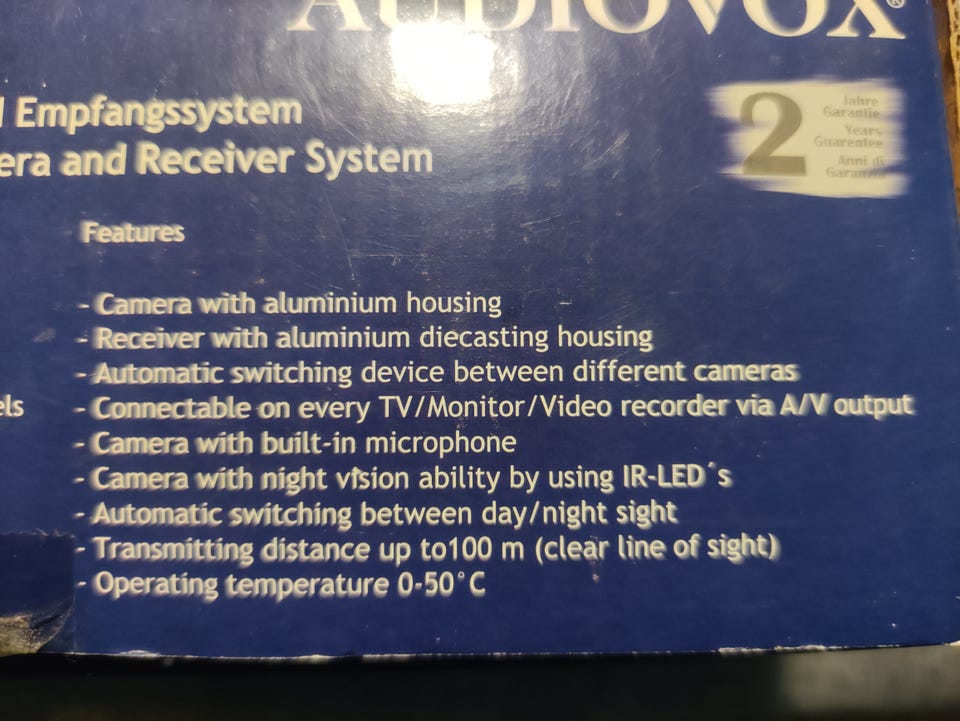 AUDIOVOX®
Empfangssystem
and Receiver System
2
Jahre
Garantie
Years
Guarentee
Anni di
Garanzia
Features
- Camera with aluminium housing
- Receiver with aluminium diecasting housing
- Automatic switching device between different cameras
- Connectable on every TV/Monitor/Video recorder via A/V output
- Camera with built-in microphone
- Camera with night vision ability by using IR-LED´s
- Automatic switching between day/night sight
- Transmitting distance up to100 m (clear line of sight)
- Operating temperature 0-50°C